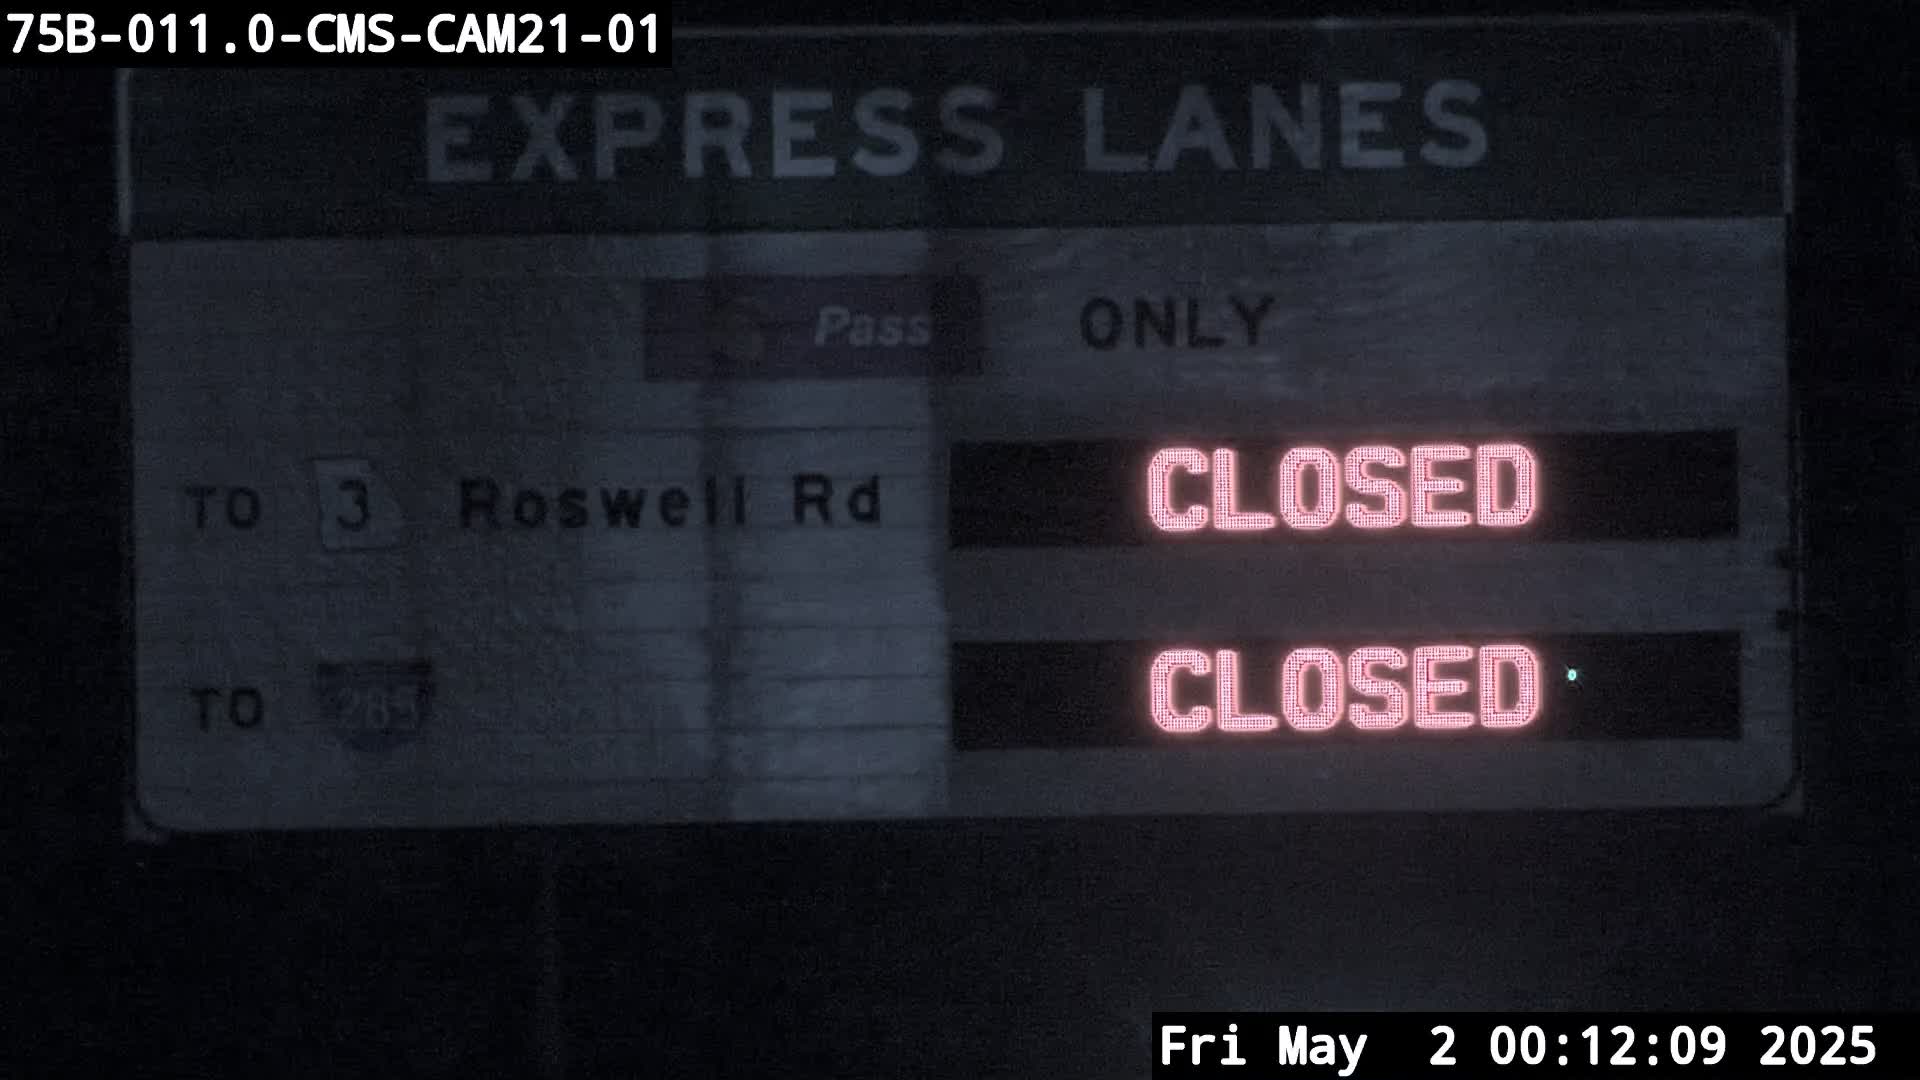 75B-011.0-CMS-CAM21-01
EXPRESS LANES
Pass ONLY
TO 3 Roswell Rd CLOSED
TO 285 CLOSED
Fri May 2 00:12:09 2025